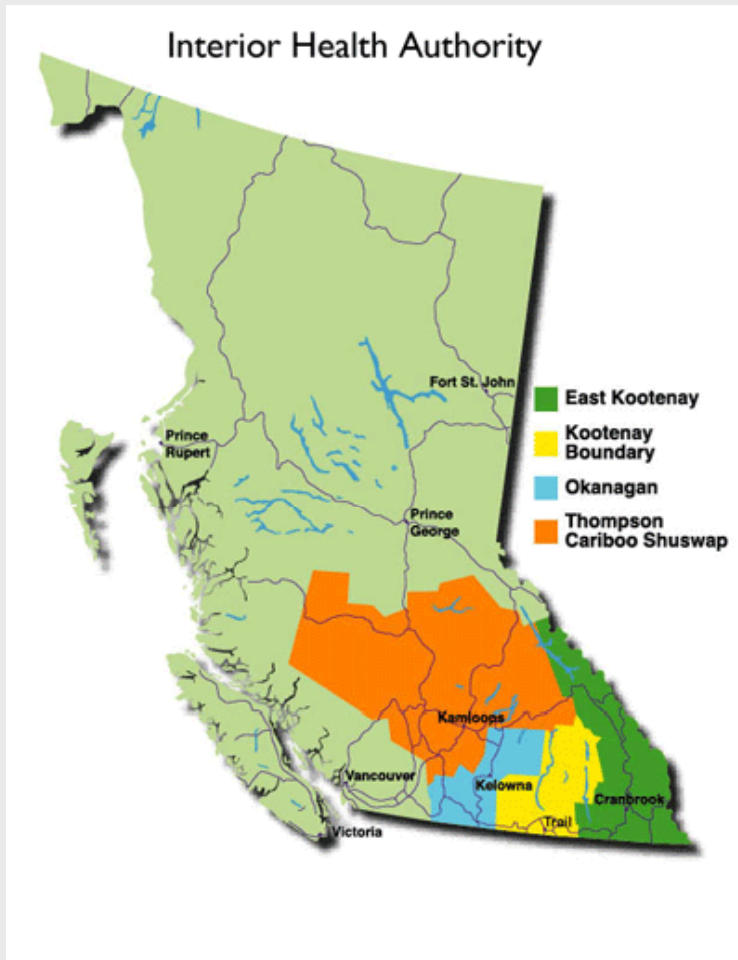 Interior Health Authority
Fort St. John
East Kootenay
Kootenay
Boundary
Okanagan
Thompson
Cariboo Shuswap
Prince
Rupert
Prince
George
Kamloops
Vancouver
Kelowna
Cranbrook
Trail
Victoria